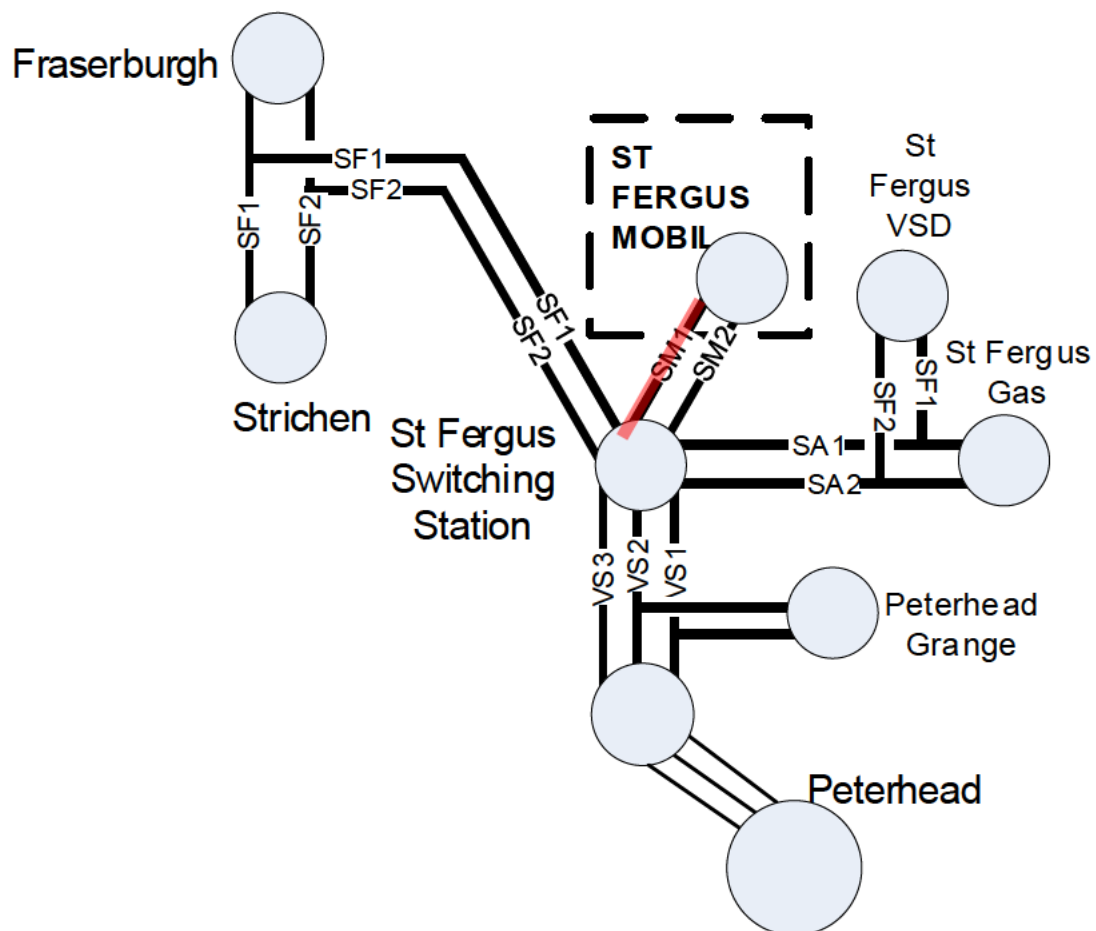 Fraserburgh
SF1
SF2
SF1
SF2
Strichen
SF1
SF2
ST
FERGUS
MOBIL
SM1
SM2
St
Fergus
VSD
SF2
SF1
St Fergus
Gas
St Fergus
Switching
Station
SA1
SA2
VS3
VS2
VS1
Peterhead
Grange
Peterhead